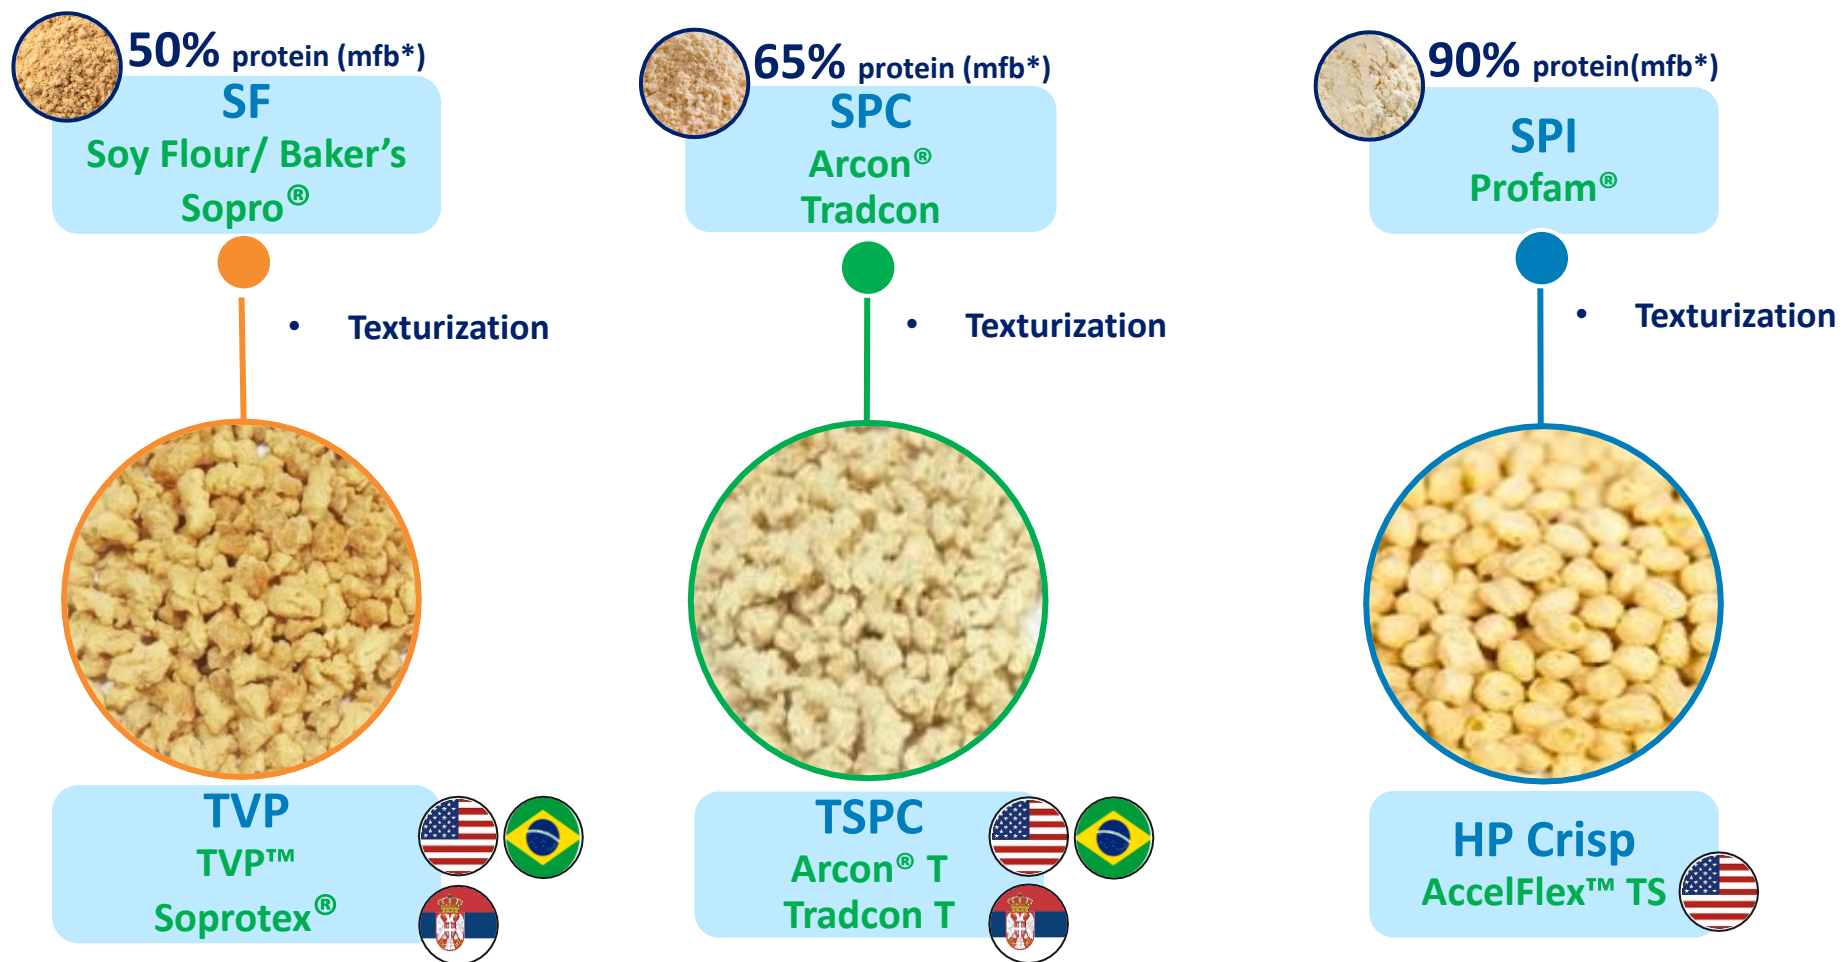 50% protein (mfb*)
SF
Soy Flour/ Baker’s
Sopro®
• Texturization
TVP
TVP™
Soprotex®
65% protein (mfb*)
SPC
Arcon®
Tradcon
• Texturization
TSPC
Arcon® T
Tradcon T
90% protein(mfb*)
SPI
Profam®
• Texturization
HP Crisp
AccelFlex™ TS